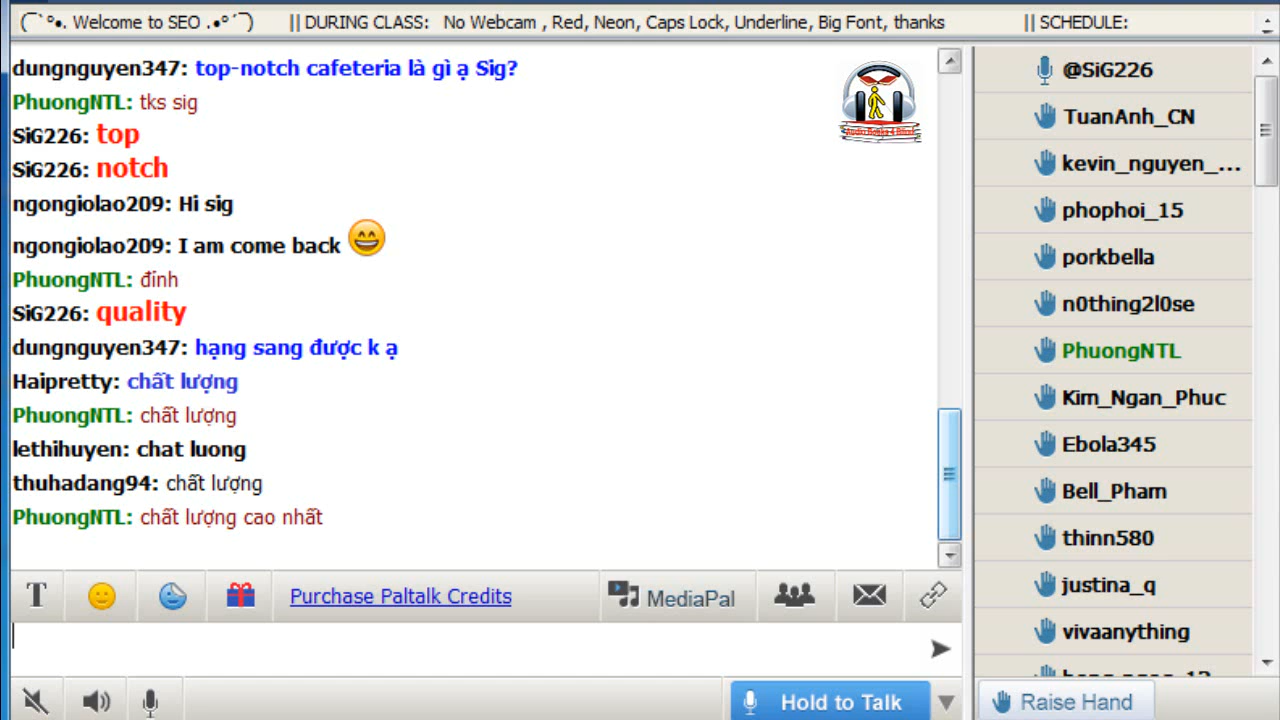 (¯`°•. Welcome to SEO .•°´¯) || DURING CLASS: No Webcam , Red, Neon, Caps Lock, Underline, Big Font, thanks || SCHEDULE:
dungnguyen347: top-notch cafeteria là gì ạ Sig?
PhuongNTL: tks sig
SiG226: top
SiG226: notch
ngongiolao209: Hi sig
ngongiolao209: I am come back
PhuongNTL: đỉnh
SiG226: quality
dungnguyen347: hạng sang được k ạ
Haipretty: chất lượng
PhuongNTL: chất lượng
lethihuyen: chat luong
thuhadang94: chất lượng
PhuongNTL: chất lượng cao nhất
T
Purchase Paltalk Credits
MediaPal
Hold to Talk
@SiG226
TuanAnh_CN
kevin_nguyen_...
phophoi_15
porkbella
n0thing2l0se
PhuongNTL
Kim_Ngan_Phuc
Ebola345
Bell_Pham
thinn580
justina_q
vivaanything
Raise Hand